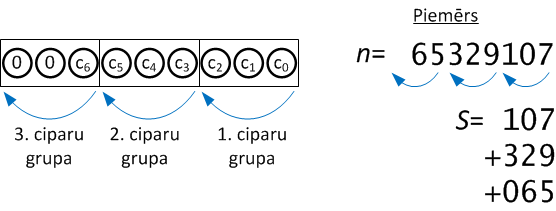 0 0 c₆ c₅ c₄ c₃ c₂ c₁ c₀
3. ciparu grupa
2. ciparu grupa
1. ciparu grupa
Piemērs
n= 65329107
S= 107
+329
+065